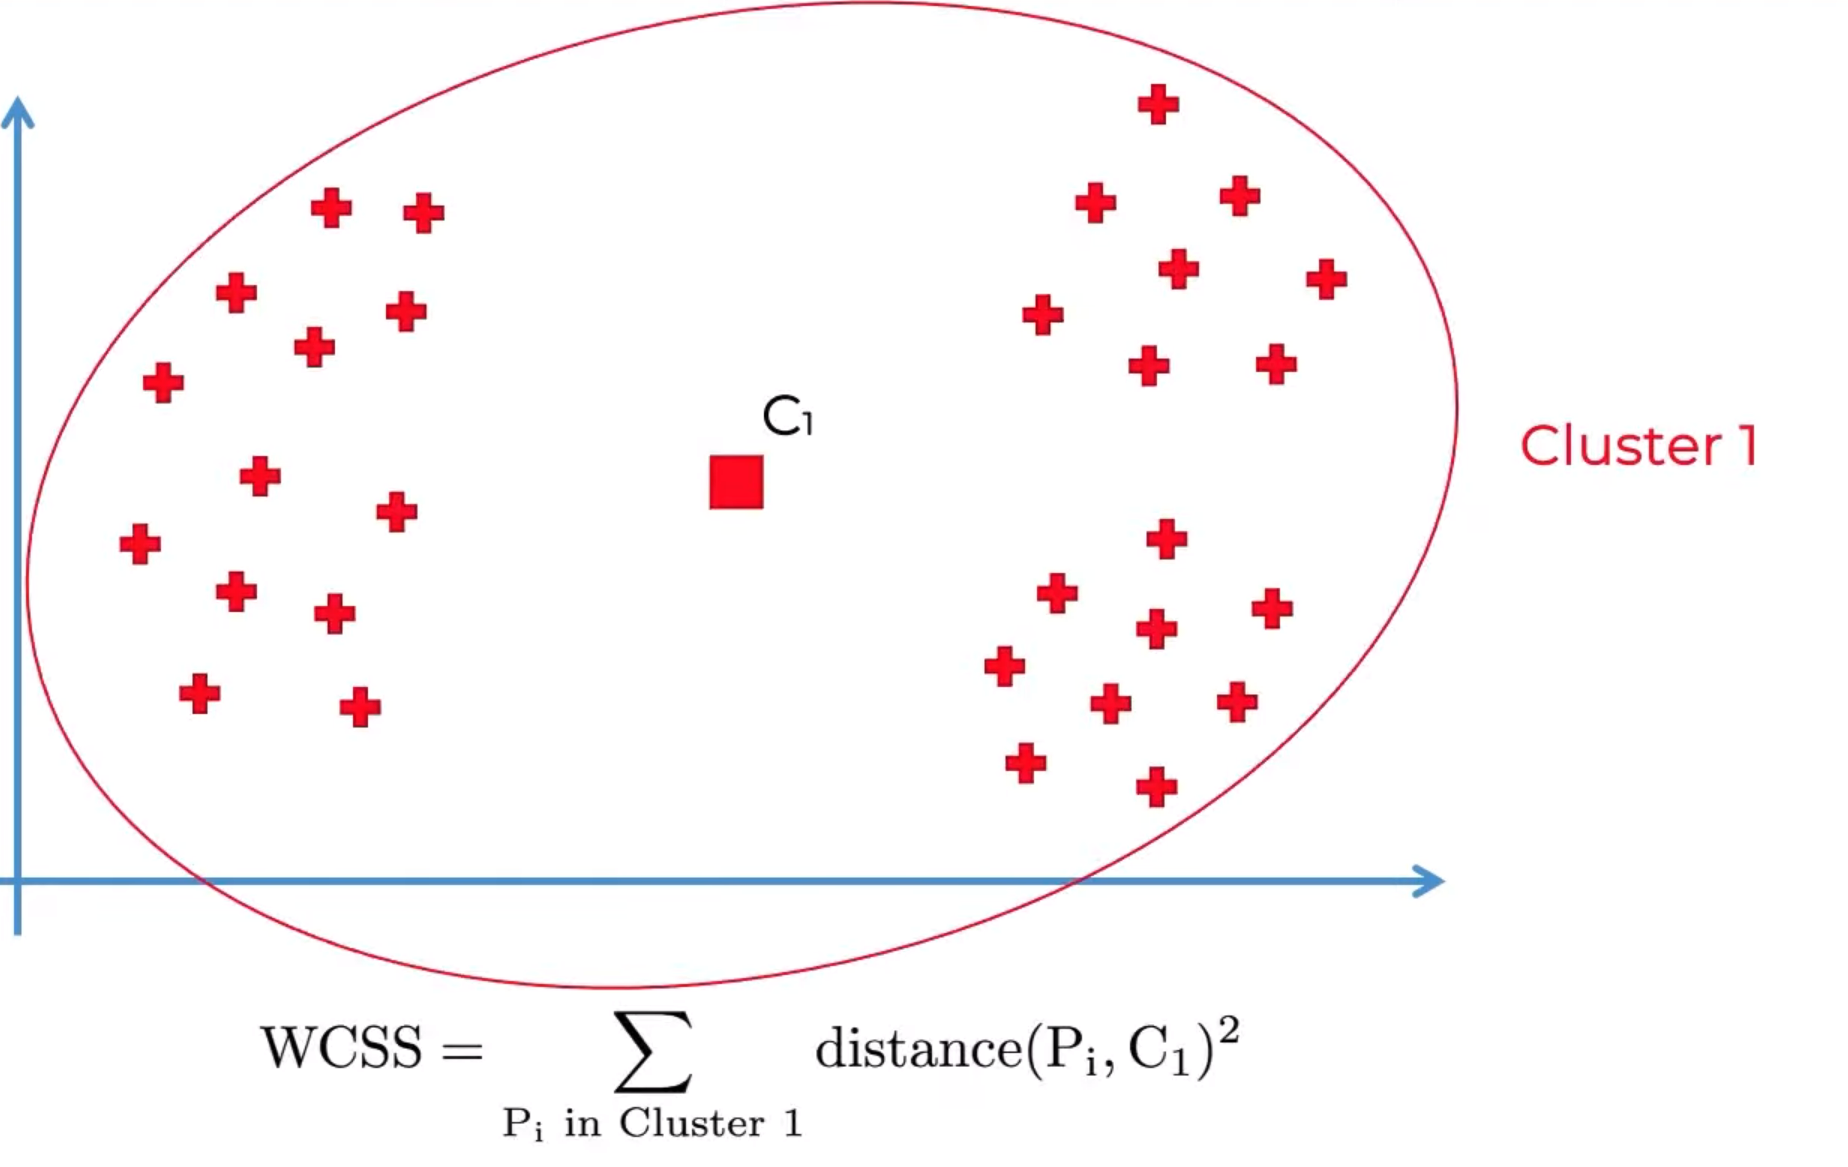 C₁
Cluster 1
WCSS = ∑ distance(Pᵢ, C₁)²
Pᵢ in Cluster 1